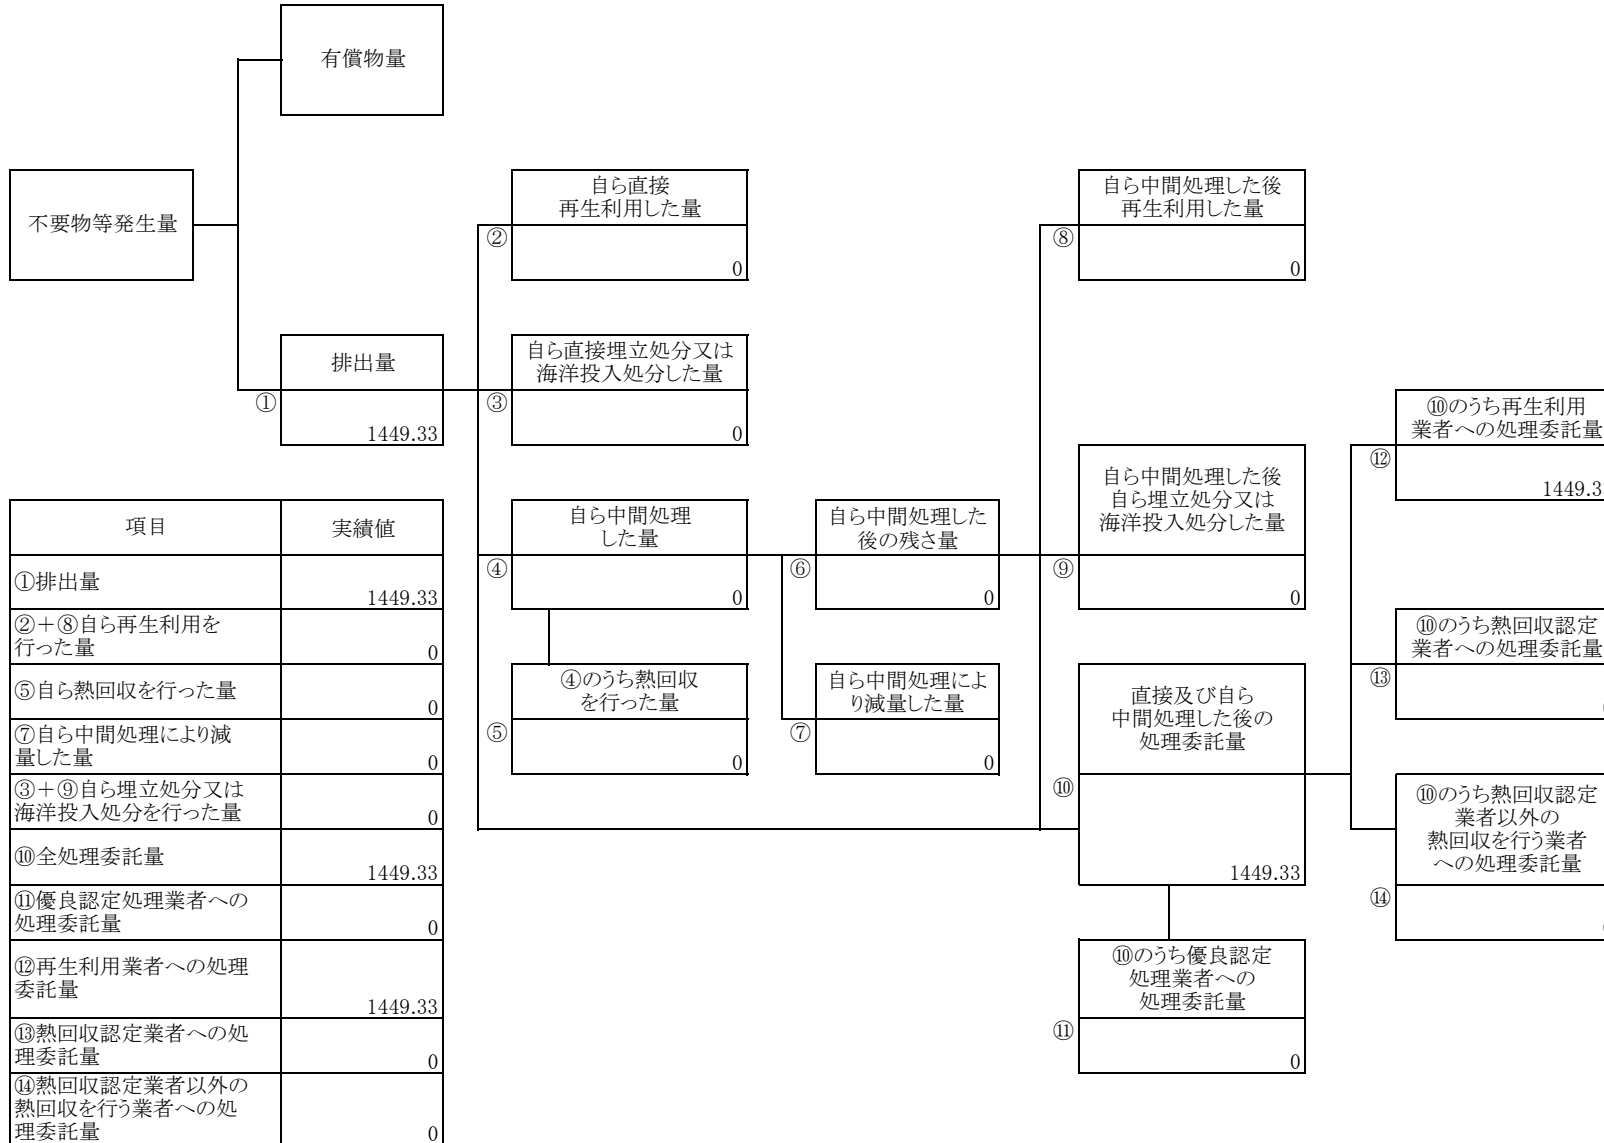 有償物量
不要物等発生量
自ら直接
再生利用した量
②
0
自ら中間処理した後
再生利用した量
⑧
0
排出量
①
1449.33
自ら直接埋立処分又は
海洋投入処分した量
③
0
⑩のうち再生利用
業者への処理委託量
⑫
自ら中間処理した後
自ら埋立処分又は
海洋投入処分した量
⑨
0
自ら中間処理
した量
④
0
自ら中間処理した
後の残さ量
⑥
0
⑩のうち熱回収認定
業者への処理委託量
⑬
④のうち熱回収
を行った量
⑤
0
自ら中間処理によ
り減量した量
⑦
0
直接及び自ら
中間処理した後の
処理委託量
⑩
1449.33
⑩のうち熱回収認定
業者以外の
熱回収を行う業者
への処理委託量
⑭
⑩のうち優良認定
処理業者への
処理委託量
⑪
0
項目 実績値
①排出量
1449.33
②＋⑧自ら再生利用を
行った量 0
⑤自ら熱回収を行った量
0
⑦自ら中間処理により減
量した量 0
③＋⑨自ら埋立処分又は
海洋投入処分を行った量 0
⑩全処理委託量
1449.33
⑪優良認定処理業者への
処理委託量 0
⑫再生利用業者への処理
委託量
1449.33
⑬熱回収認定業者への処
理委託量 0
⑭熱回収認定業者以外の
熱回収を行う業者への処
理委託量 0